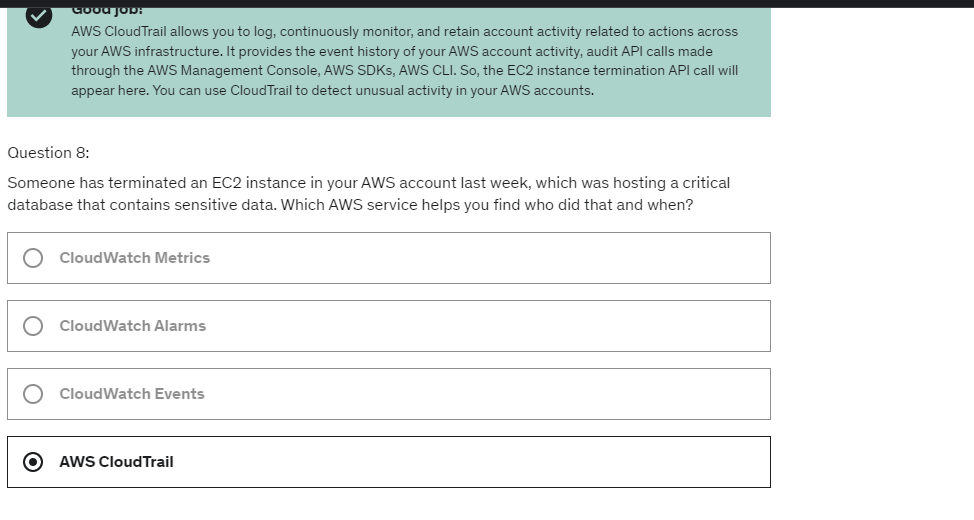 Good job!
AWS CloudTrail allows you to log, continuously monitor, and retain account activity related to actions across
your AWS infrastructure. It provides the event history of your AWS account activity, audit API calls made
through the AWS Management Console, AWS SDKs, AWS CLI. So, the EC2 instance termination API call will
appear here. You can use CloudTrail to detect unusual activity in your AWS accounts.
Question 8:
Someone has terminated an EC2 instance in your AWS account last week, which was hosting a critical
database that contains sensitive data. Which AWS service helps you find who did that and when?
CloudWatch Metrics
CloudWatch Alarms
CloudWatch Events
AWS CloudTrail